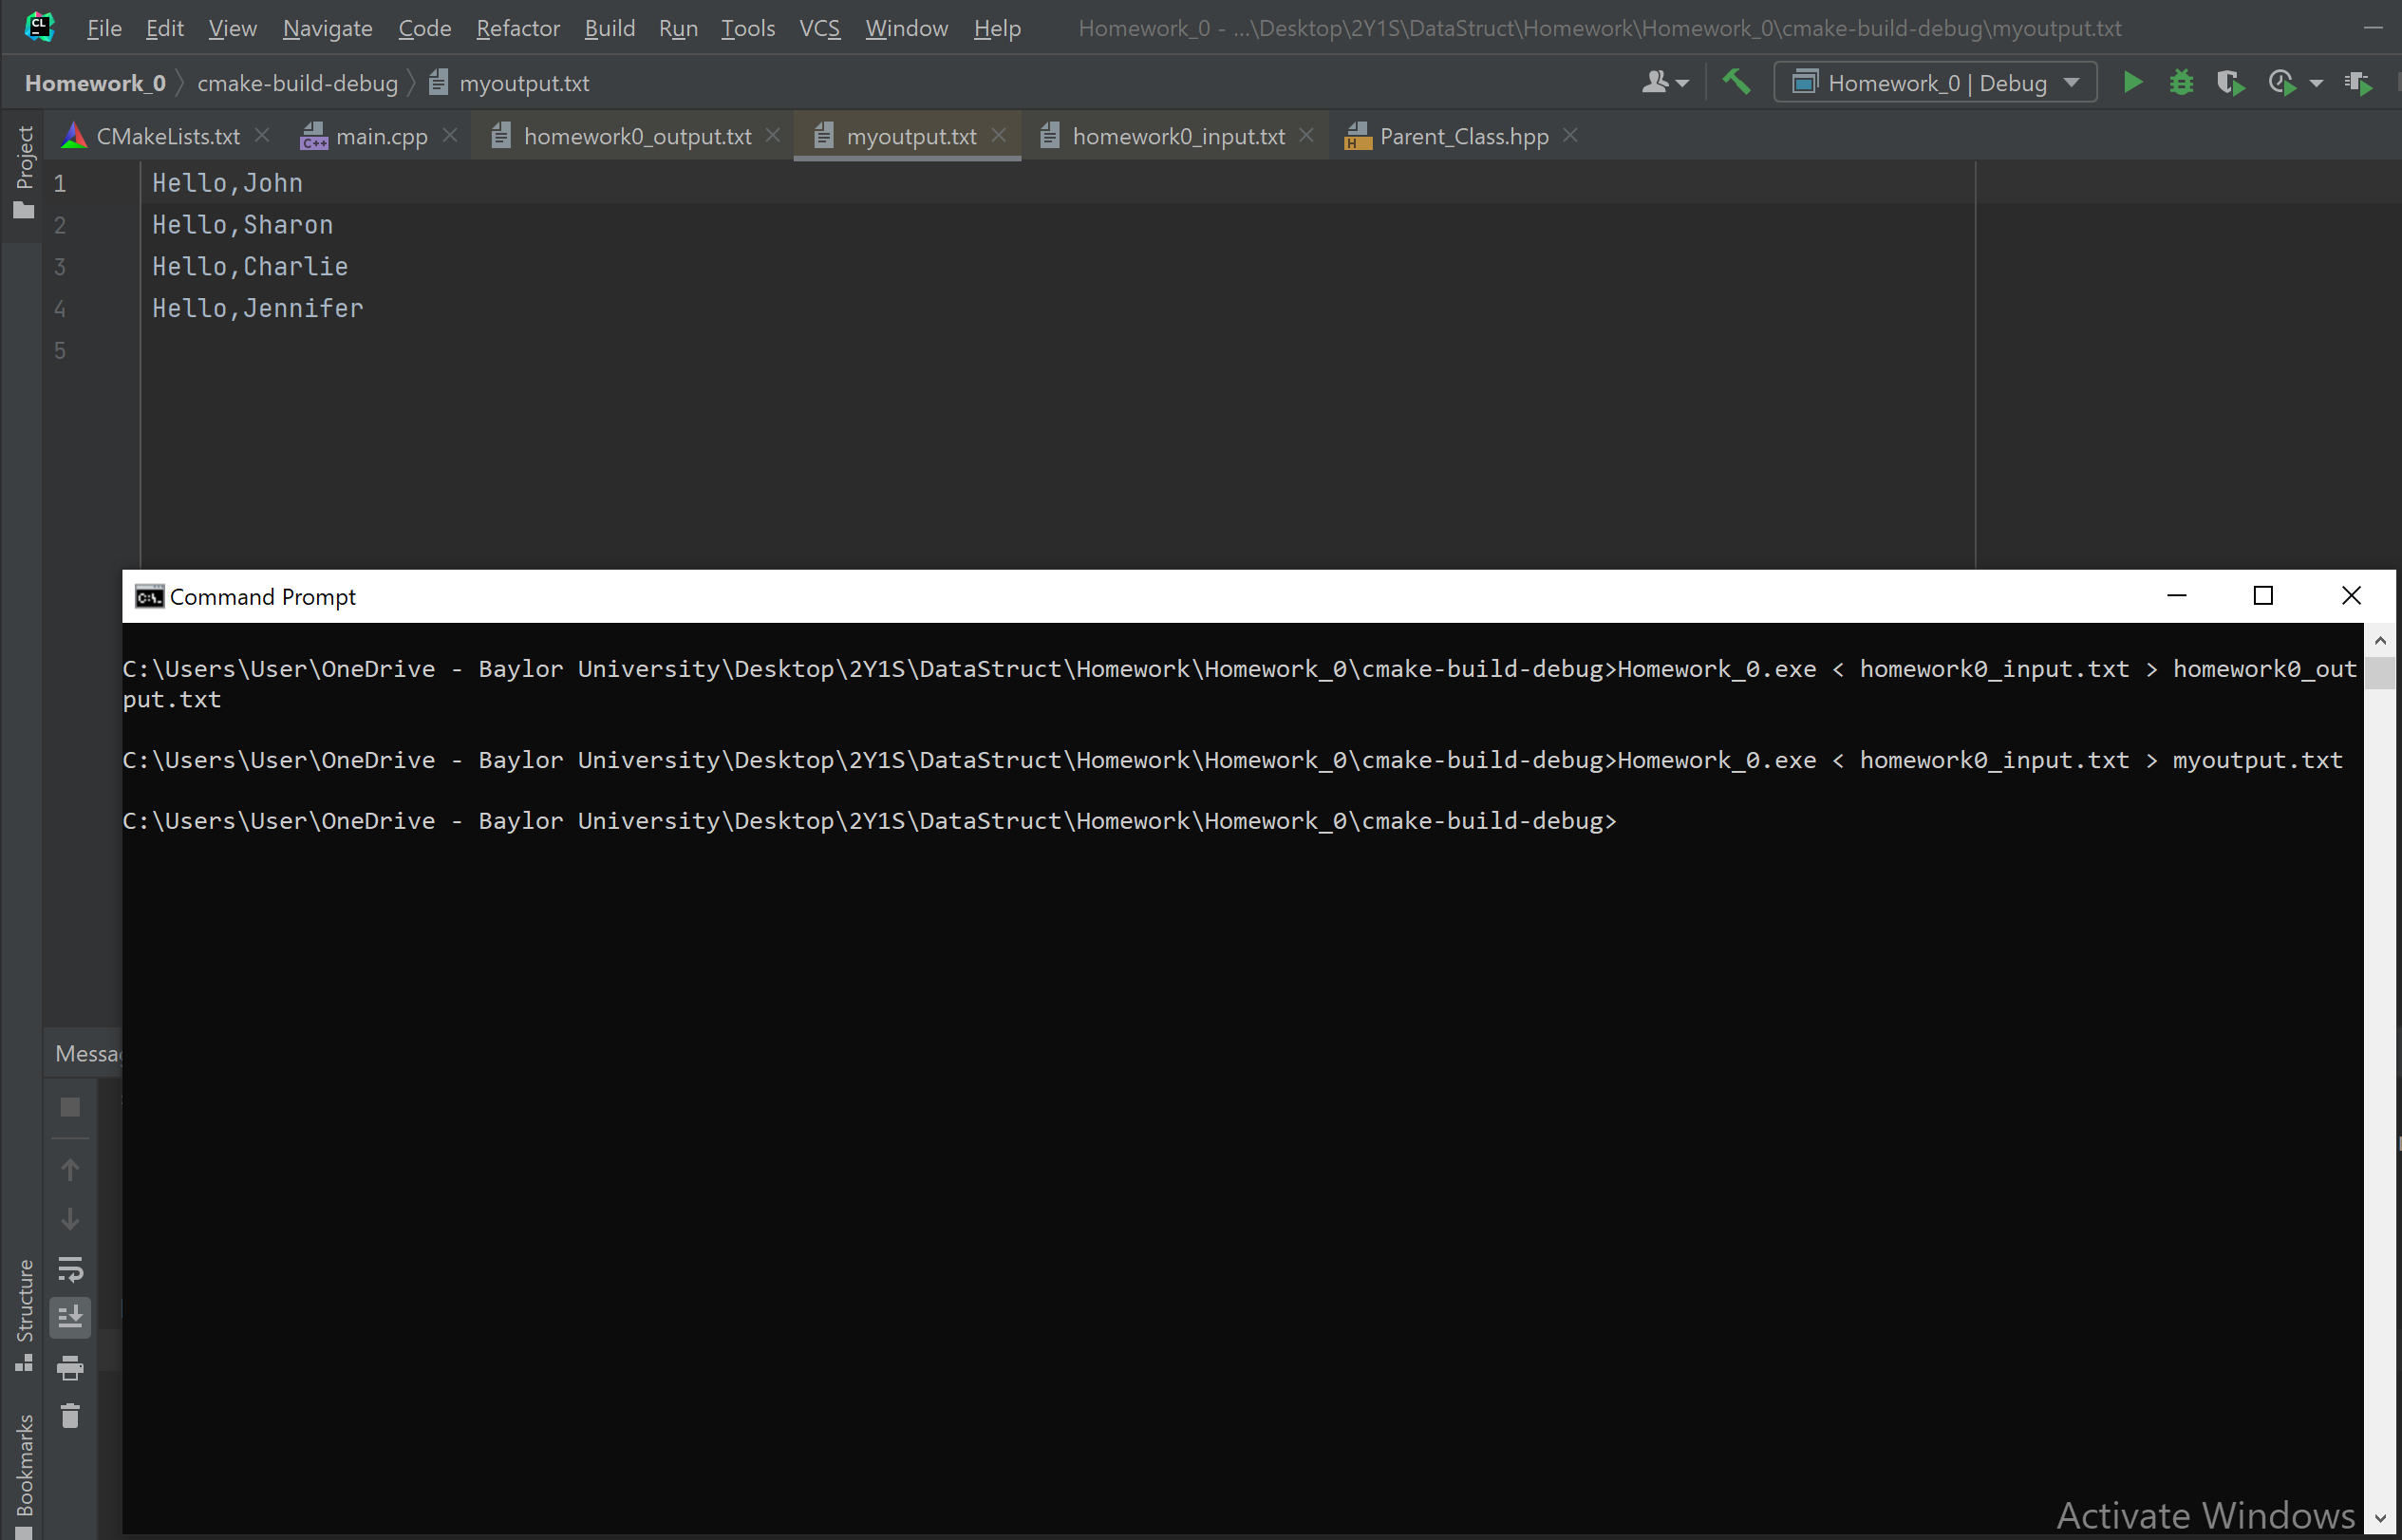 CL File Edit View Navigate Code Refactor Build Run Tools VCS Window Help Homework_0 - ...\Desktop\2Y1S\DataStruct\Homework\Homework_0\cmake-build-debug\myoutput.txt
Homework_0 cmake-build-debug myoutput.txt Homework_0 | Debug
CMakeLists.txt C++ main.cpp homework0_output.txt myoutput.txt homework0_input.txt H Parent_Class.hpp
Project
1 Hello,John
2 Hello,Sharon
3 Hello,Charlie
4 Hello,Jennifer
5
C:\. Command Prompt
C:\Users\User\OneDrive - Baylor University\Desktop\2Y1S\DataStruct\Homework\Homework_0\cmake-build-debug>Homework_0.exe < homework0_input.txt > homework0_out
put.txt
C:\Users\User\OneDrive - Baylor University\Desktop\2Y1S\DataStruct\Homework\Homework_0\cmake-build-debug>Homework_0.exe < homework0_input.txt > myoutput.txt
C:\Users\User\OneDrive - Baylor University\Desktop\2Y1S\DataStruct\Homework\Homework_0\cmake-build-debug>
Structure
Bookmarks
Activate Windows